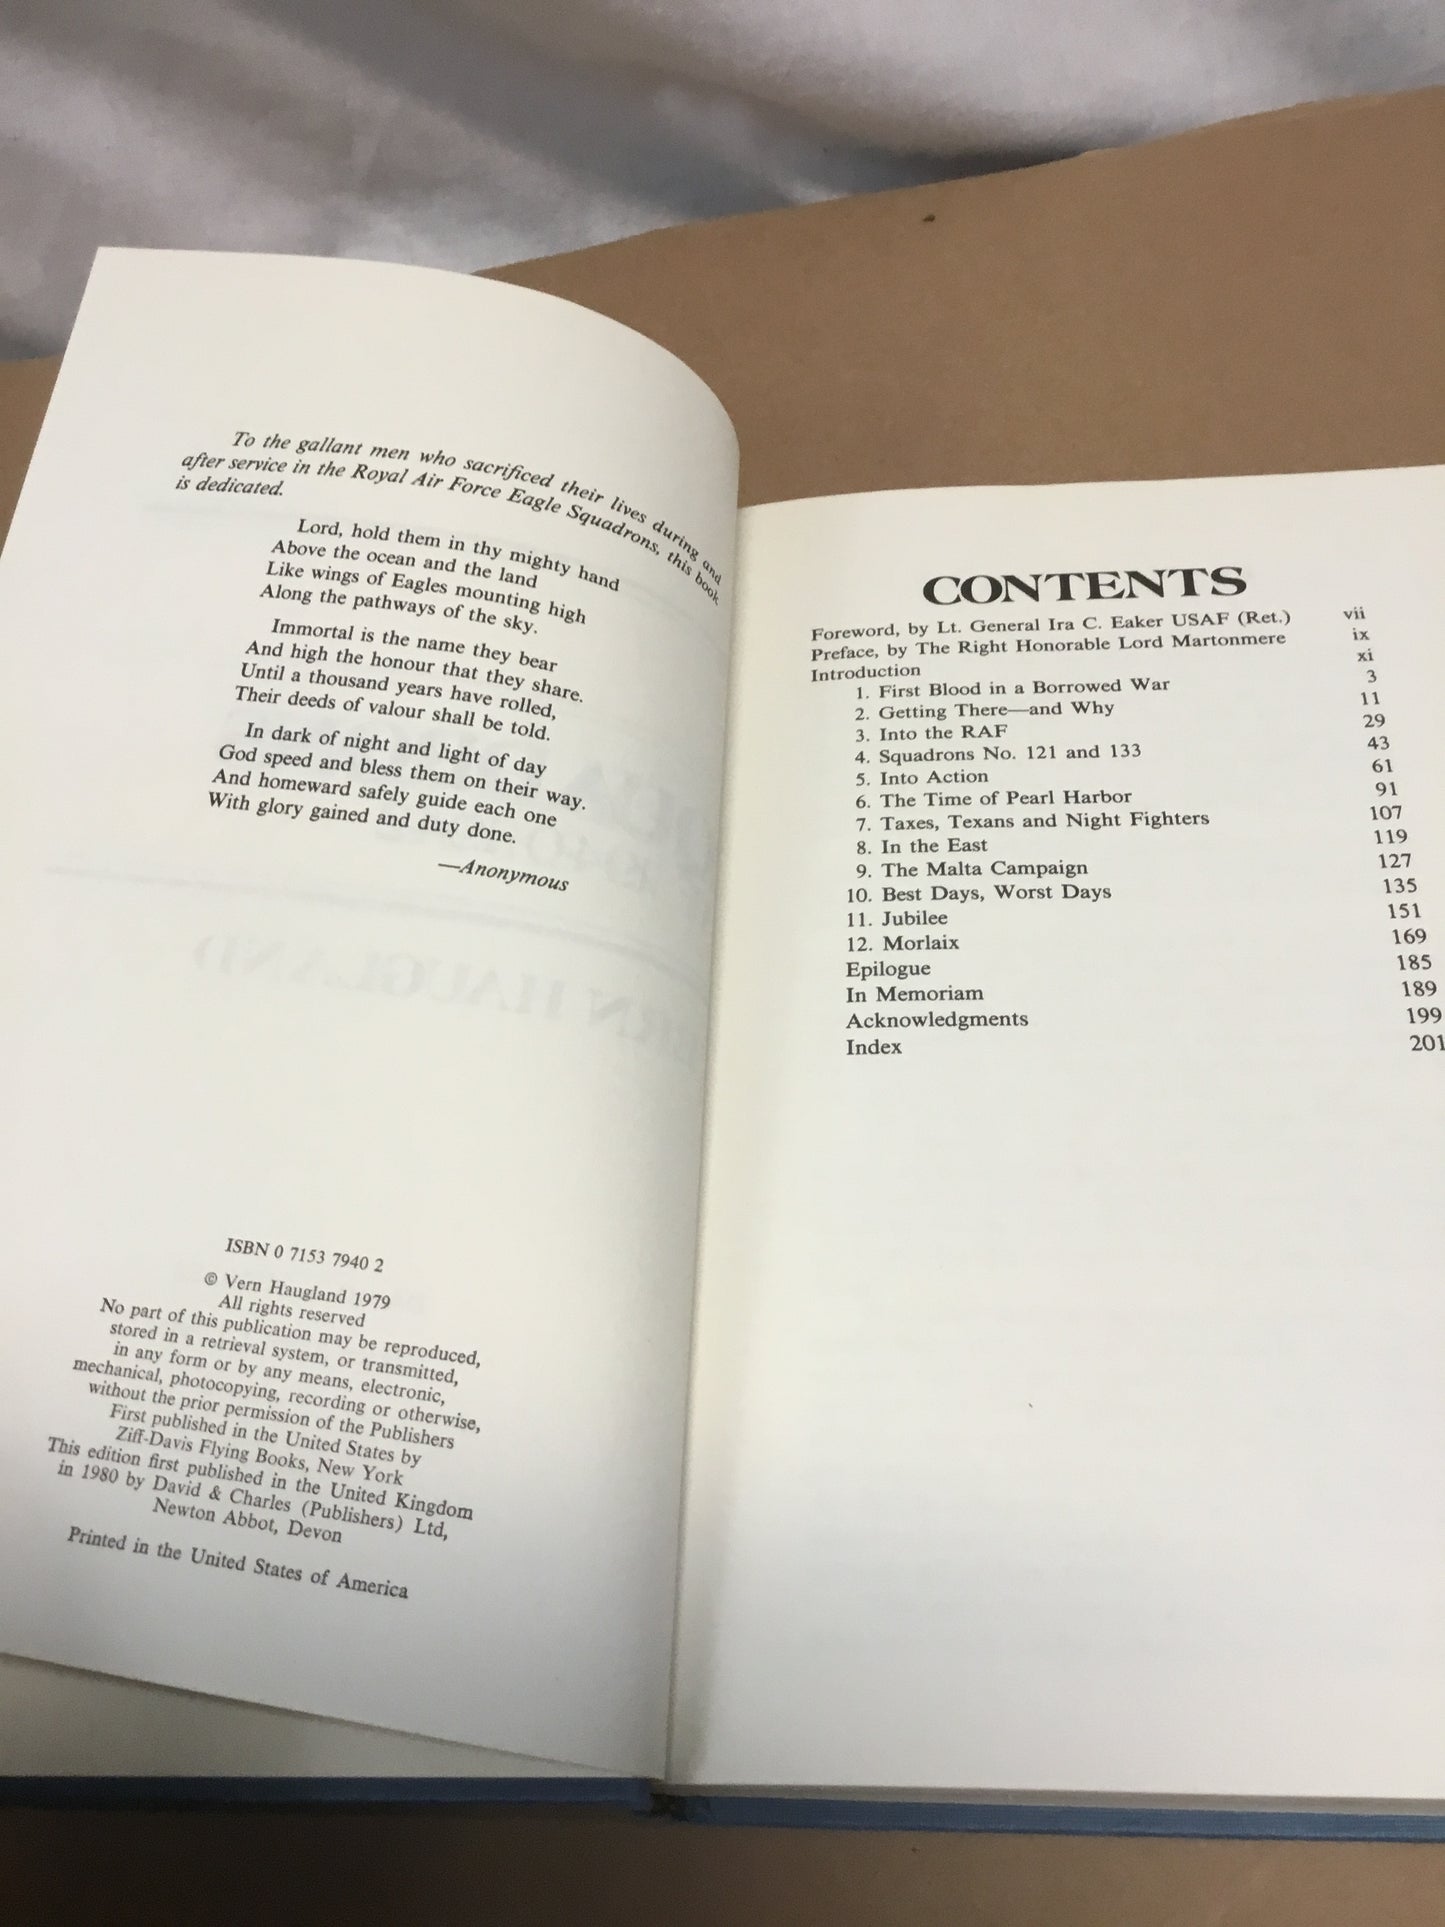 To the gallant men who sacrificed their lives during and
after service in the Royal Air Force Eagle Squadrons, this book
is dedicated.
Lord, hold them in thy mighty hand
Above the ocean and the land
Like wings of Eagles mounting high
Along the pathways of the sky.
Immortal is the name they bear
And high the honour that they share.
Until a thousand years have rolled,
Their deeds of valour shall be told.
In dark of night and light of day
God speed and bless them on their way.
And homeward safely guide each one
With glory gained and duty done.
—Anonymous
ISBN 0 7153 7940 2
© Vern Haugland 1979
All rights reserved
No part of this publication may be reproduced,
stored in a retrieval system, or transmitted,
in any form or by any means, electronic,
mechanical, photocopying, recording or otherwise,
without the prior permission of the Publishers
First published in the United States by
Ziff-Davis Flying Books, New York
This edition first published in the United Kingdom
in 1980 by David & Charles (Publishers) Ltd,
Newton Abbot, Devon
Printed in the United States of America
CONTENTS
Foreword, by Lt. General Ira C. Eaker USAF (Ret.) vii
Preface, by The Right Honorable Lord Martonmere ix
Introduction xi
1. First Blood in a Borrowed War 3
2. Getting There—and Why 11
3. Into the RAF 29
4. Squadrons No. 121 and 133 43
5. Into Action 61
6. The Time of Pearl Harbor 91
7. Taxes, Texans and Night Fighters 107
8. In the East 119
9. The Malta Campaign 127
10. Best Days, Worst Days 135
11. Jubilee 151
12. Morlaix 169
Epilogue 185
In Memoriam 189
Acknowledgments 199
Index 201